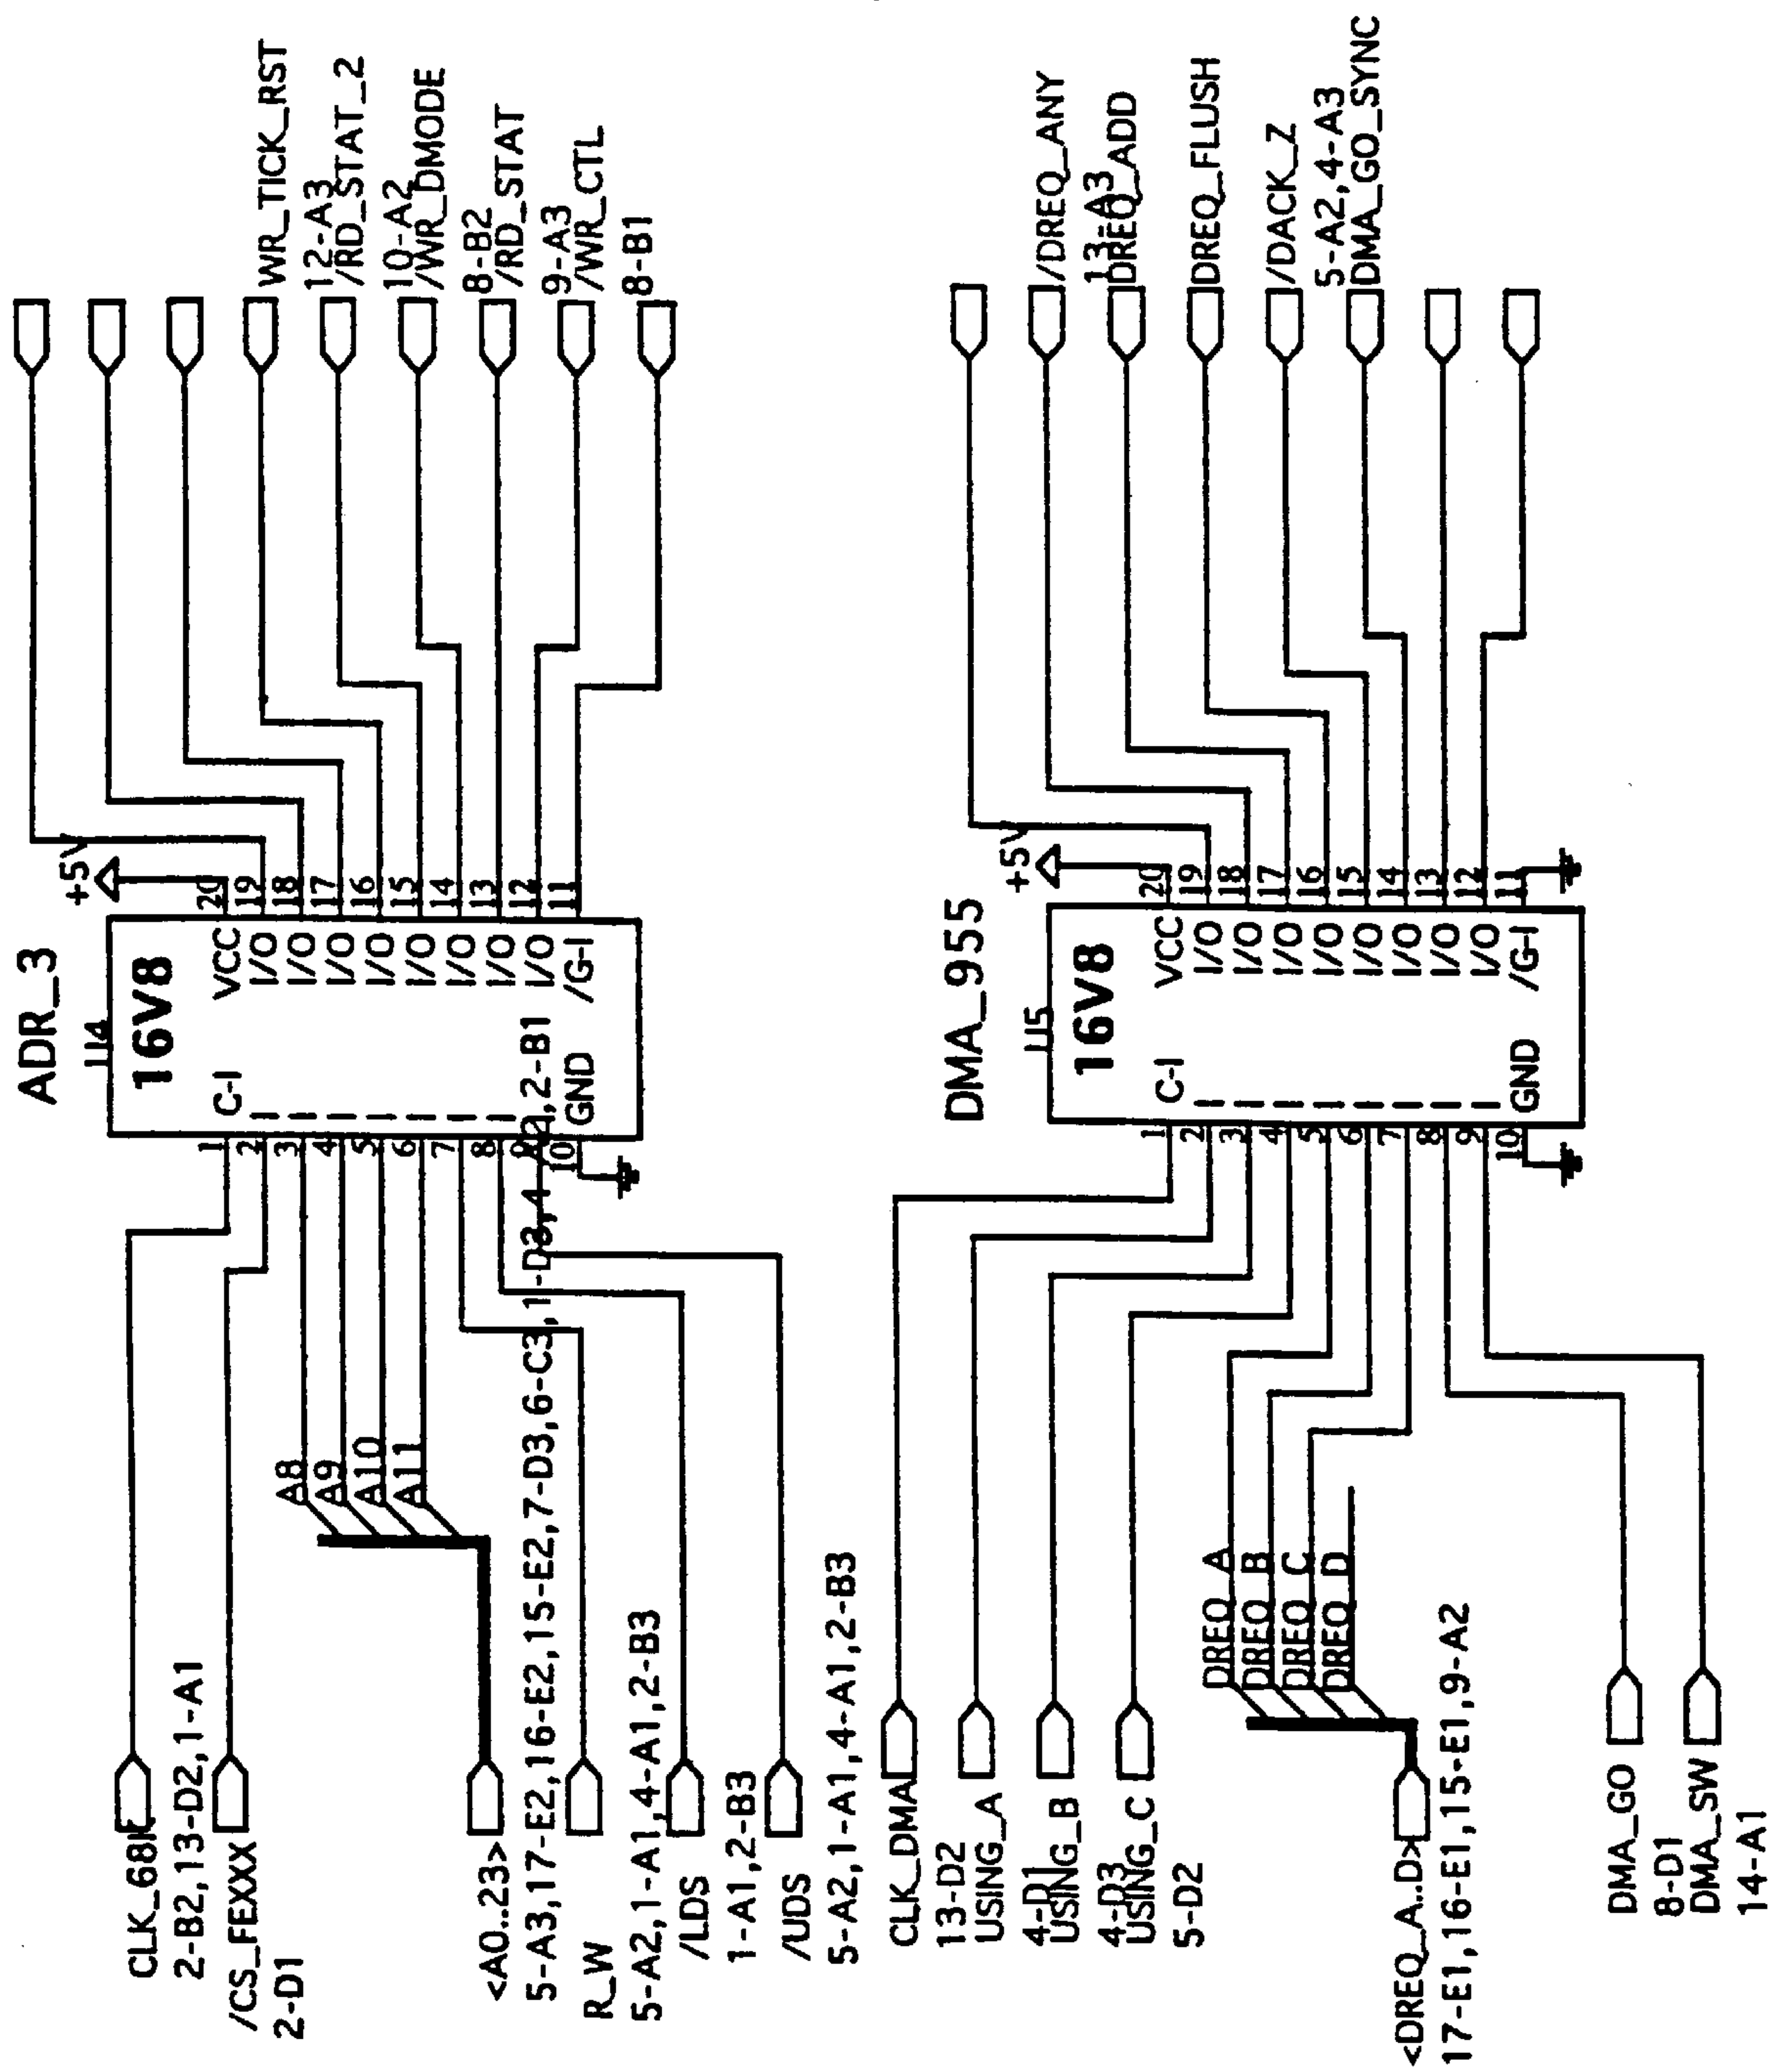 ADR_3
U4
16V8
+5V
CLK_68K
2-B2,13-D2,1-A1
/CS_FEXXX
2-D1
A8
A9
A10
A11
<A0..23>
5-A3,17-E2,16-E2,15-E2,7-D3,6-C3,1-D3, 2-B1
R_W
5-A2,1-A1,4-A1,2-B3
/LDS
1-A1,2-B3
/UDS
5-A2,1-A1,4-A1,2-B3
1 C-I VCC 20
2 I I/O 19
3 I I/O 18
4 I I/O 17
5 I I/O 16
6 I I/O 15
7 I I/O 14
8 I I/O 13
9 I I/O 12
10 GND /G-I 11
WR_TICK_RST
12-A3
/RD_STAT_2
10-A2
/WR_DMODE
8-B2
/RD_STAT
9-A3
/WR_CTL
8-B1
DMA_955
U5
16V8
+5V
CLK_DMA
13-D2
USING_A
4-D1
USING_B
4-D3
USING_C
5-D2
DREQ_A
DREQ_B
DREQ_C
DREQ_D
<DREQ_A..D>
17-E1,16-E1,15-E1,9-A2
DMA_GO
8-D1
DMA_SW
14-A1
1 C-I VCC 20
2 I I/O 19
3 I I/O 18
4 I I/O 17
5 I I/O 16
6 I I/O 15
7 I I/O 14
8 I I/O 13
9 I I/O 12
10 GND /G-I 11
/DREQ_ANY
13-A3
DREQ_ADD
DREQ_FLUSH
/DACK_Z
5-A2,4-A3
DMA_GO_SYNC